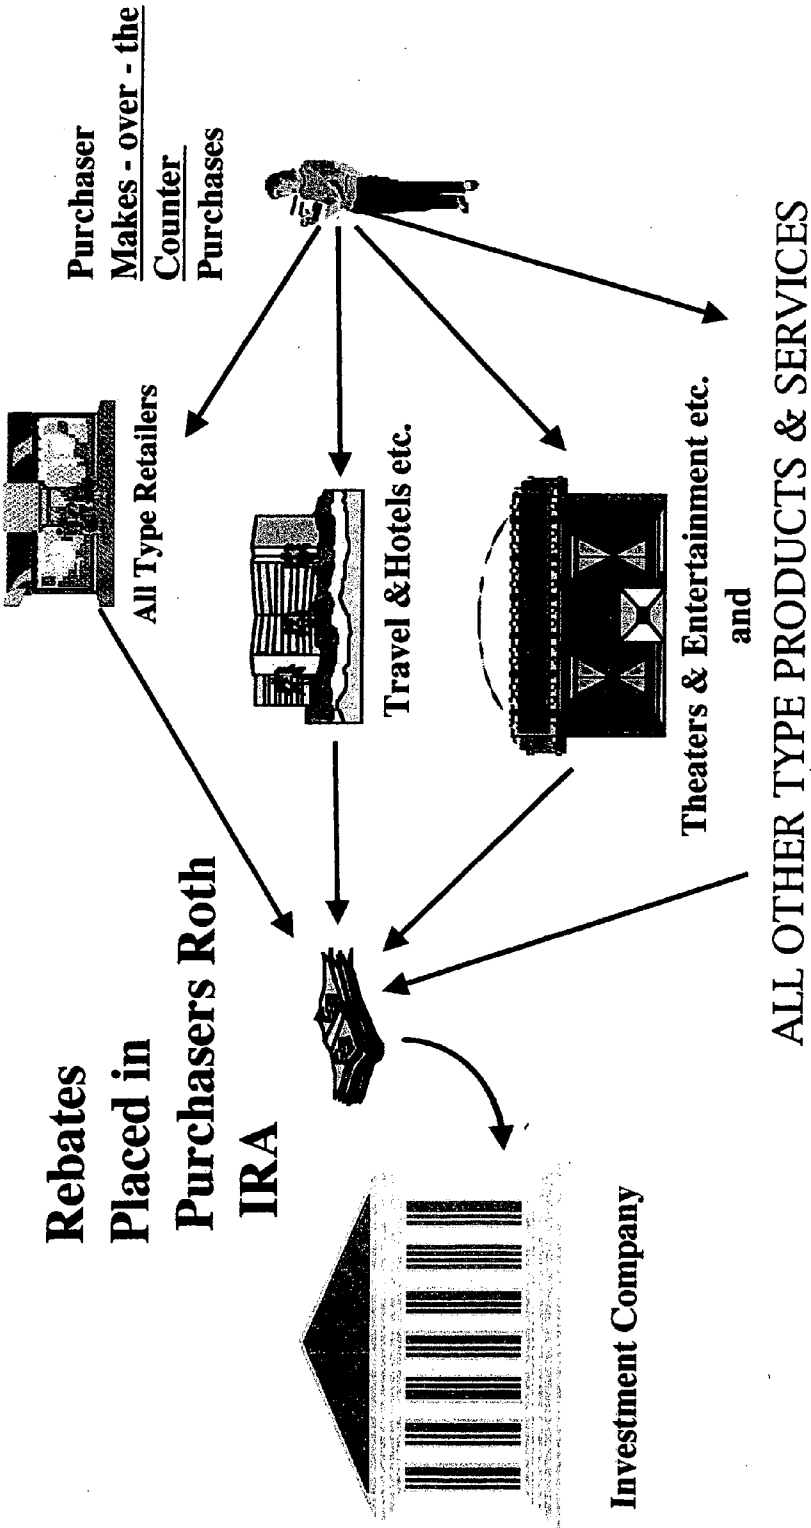 Rebates
Placed in
Purchasers Roth
IRA
Purchaser
Makes - over - the
Counter
Purchases
All Type Retailers
Travel &Hotels etc.
Investment Company
Theaters & Entertainment etc.
and
ALL OTHER TYPE PRODUCTS & SERVICES